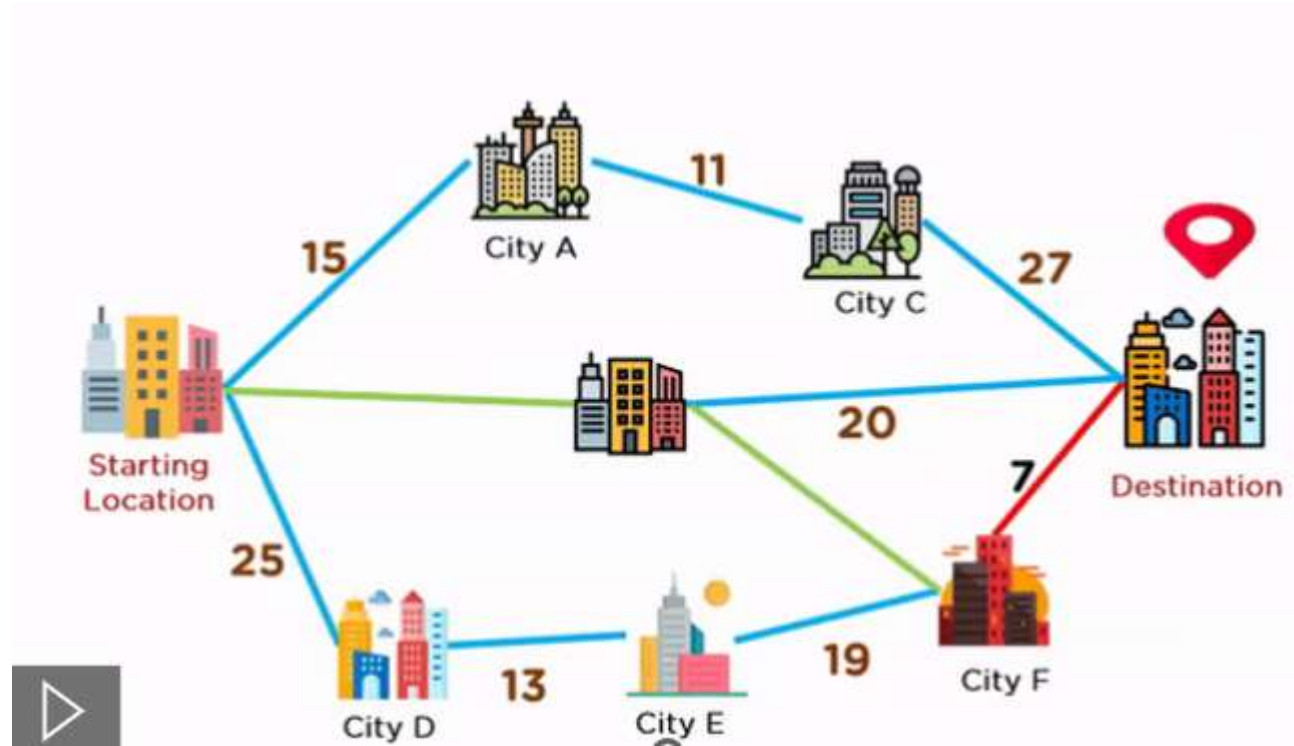 11
City A
15
27
City C
20
Starting
Location
7
Destination
25
19
City F
13
City D
City E